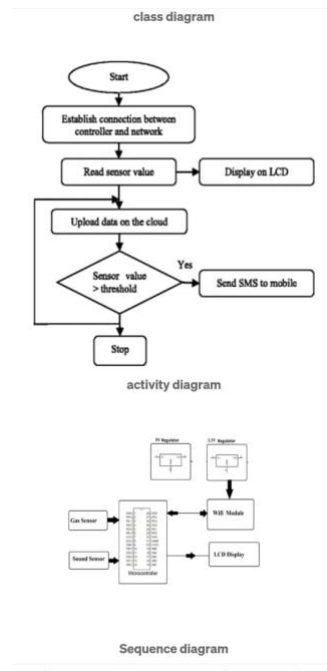 class diagram
Start
Establish connection between
controller and network
Read sensor value
Display on LCD
Upload data on the cloud
Yes
Sensor value
> threshold
Send SMS to mobile
Stop
activity diagram
5V Regulator
3.3V Regulator
Gas Sensor
Wifi Module
Sound Sensor
LCD Display
Microcontroller
Sequence diagram